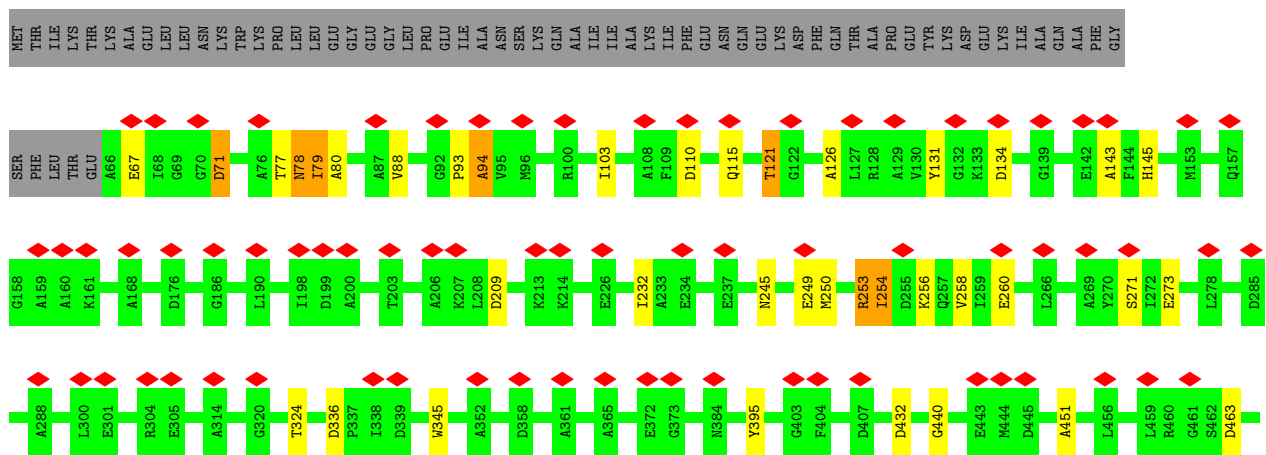 MET THR ILE LYS THR LYS ALA GLU LEU LEU ASN LYS TRP LYS PRO LEU LEU GLU GLY GLU GLY LEU PRO GLU ILE ALA ASN SER LYS GLN ALA ILE ILE ALA LYS ILE PHE GLU ASN GLN GLU LYS ASP PHE GLN THR ALA PRO GLU TYR LYS ASP GLU LYS ILE ALA GLN ALA PHE GLY
SER PHE LEU THR GLU A66 E67 I68 G69 G70 D71 A76 T77 N78 I79 A80 A87 V88 G92 P93 A94 V95 M96 R100 I103 A108 F109 D110 Q115 T121 G122 A126 L127 R128 A129 V130 Y131 G132 K133 D134 G139 E142 A143 F144 H145 M153 Q157
G158 A159 A160 K161 A168 D176 G186 L190 I198 D199 A200 T203 A206 K207 L208 D209 K213 K214 E226 I232 A233 E234 E237 N245 E249 M250 R253 I254 D255 K256 Q257 V258 I259 E260 L266 A269 Y270 S271 I272 E273 L278 D285
A288 L300 E301 R304 E305 A314 G320 T324 D336 P337 I338 D339 W345 A352 D358 A361 A365 E372 G373 N384 Y395 G403 F404 D407 D432 G440 E443 M444 D445 A451 L456 L459 R460 G461 S462 D463